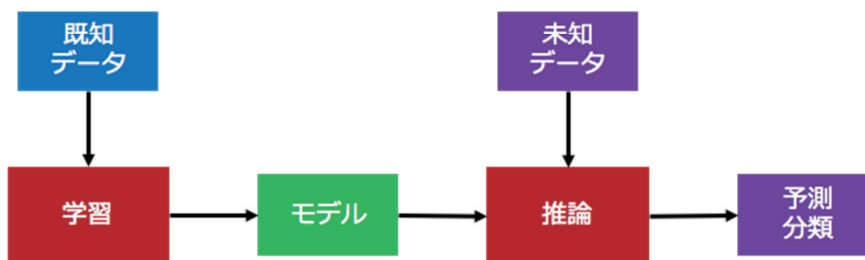 既知
データ
未知
データ
学習
モデル
推論
予測
分類